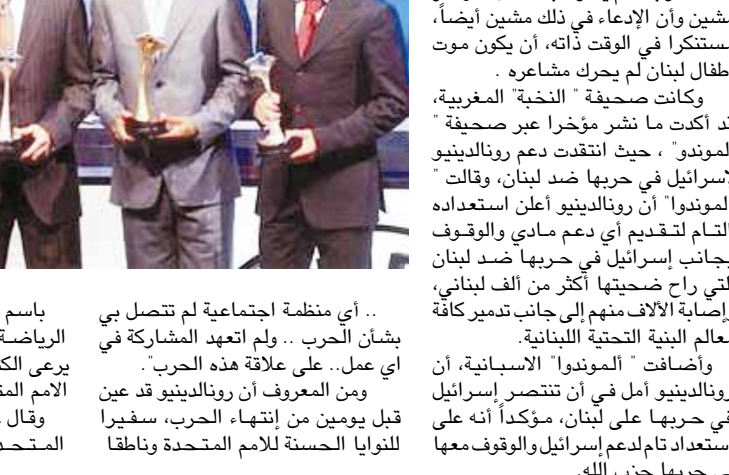 مشين وأن الإدعاء في ذلك مشين أيضاً،
مستنكرا في الوقت ذاته، أن يكون موت
أطفال لبنان لم يحرك مشاعره .
وكانت صحيفة " النخبة" المغربية،
قد أكدت ما نشر مؤخرا عبر صحيفة "
ألموندو" ، حيث انتقدت دعم رونالدينيو
لإسرائيل في حربها ضد لبنان، وقالت "
ألموندوا" أن رونالدينيو أعلن استعداده
التام لتقديم أي دعم مادي والوقوف
بجانب إسرائيل في حربها ضد لبنان
التي راح ضحيتها أكثر من ألف لبناني،
وإصابة الألاف منهم إلى جانب تدمير كافة
معالم البنية التحتية اللبنانية.
وأضافت " ألموندوا" الاسبانية، أن
رونالدينيو أمل في أن تنتصر إسرائيل
في حربها على لبنان، مؤكداً أنه على
استعداد تام لدعم إسرائيل والوقوف معها
في حربها حزب الله.
.. أي منظمة اجتماعية لم تتصل بي
بشأن الحرب .. ولم اتعهد المشاركة في
اي عمل.. على علاقة هذه الحرب".
ومن المعروف أن رونالدينيو قد عين
قبل يومين من إنتهاء الحرب، سفيرا
للنوايا الحسنة للامم المتحدة وناطقا
باسم
الرياضة
يرعى
الامم
وقال